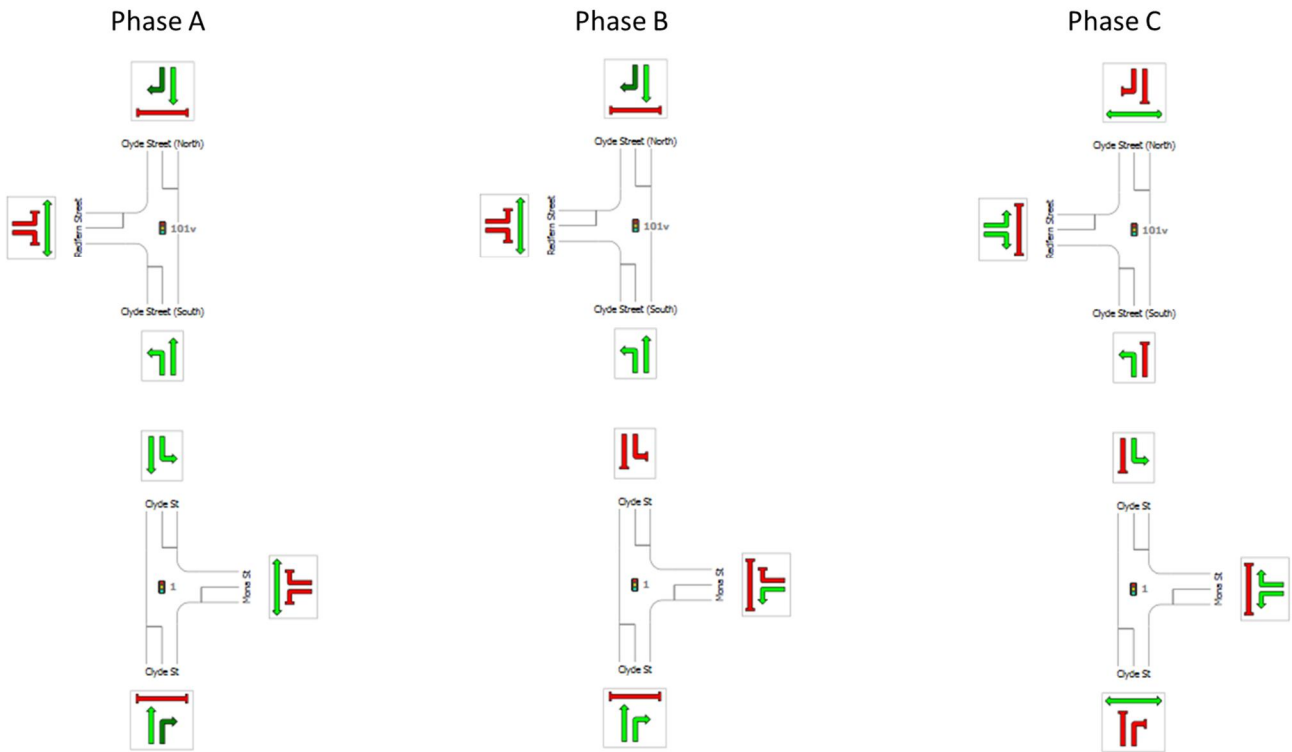 Phase A
Phase B
Phase C
Clyde Street (North)
Clyde Street (North)
Clyde Street (North)
Redfern Street
101v
Redfern Street
101v
Redfern Street
101v
Clyde Street (South)
Clyde Street (South)
Clyde Street (South)
Clyde St
Clyde St
Clyde St
1
Mona St
1
Mona St
1
Mona St
Clyde St
Clyde St
Clyde St